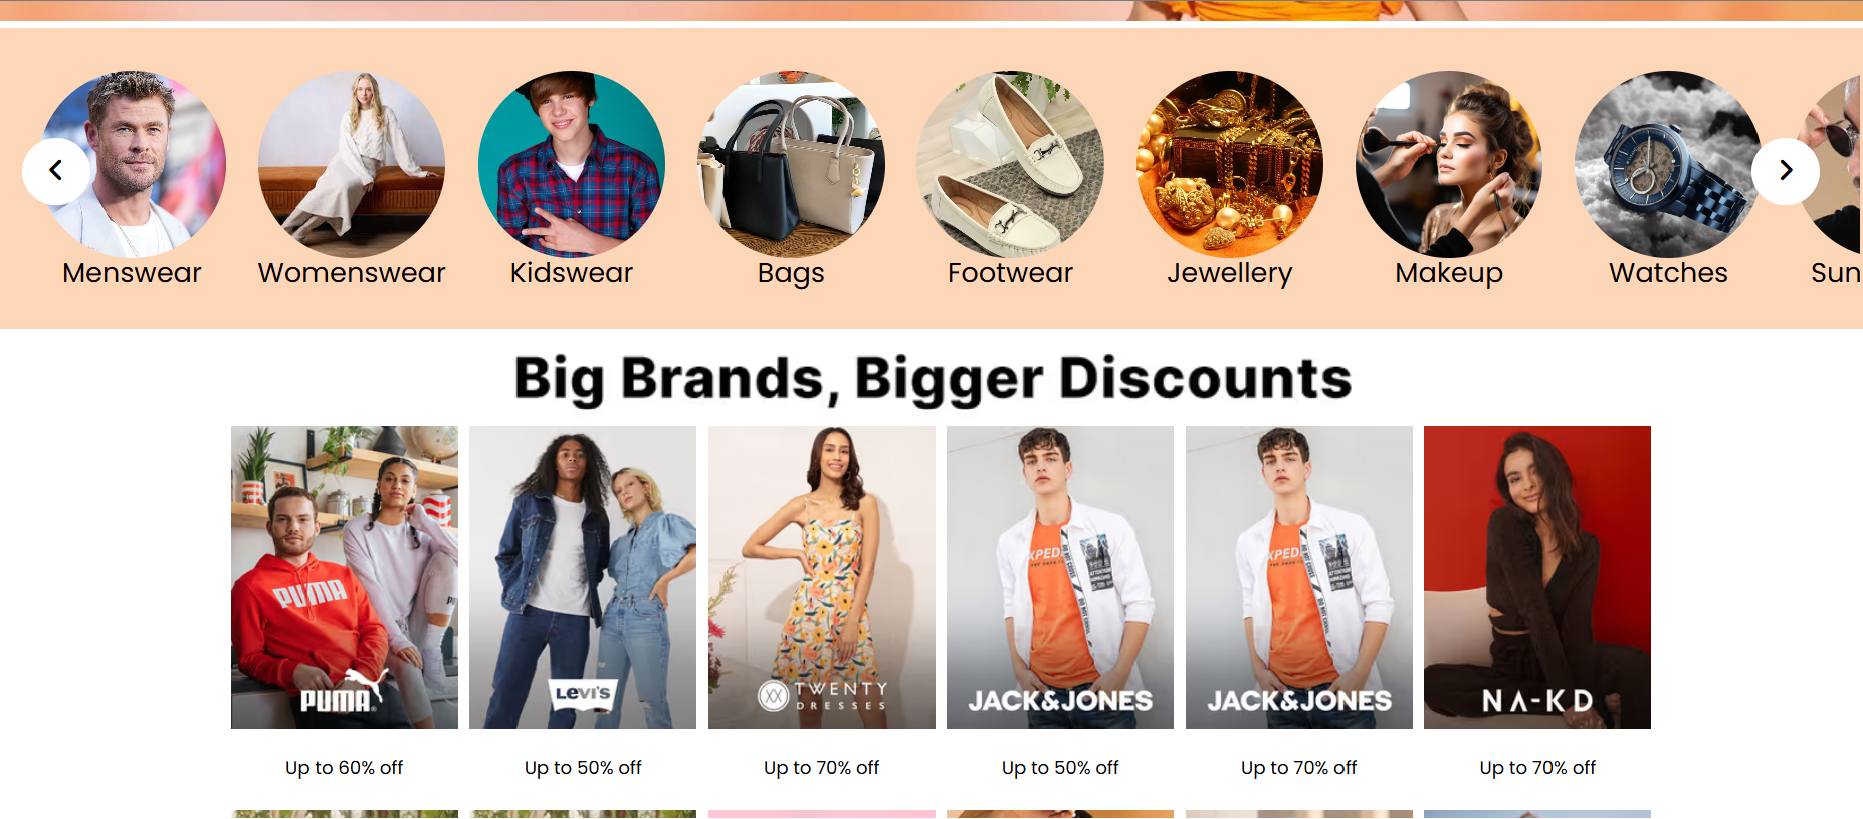 Menswear
Womenswear
Kidswear
Bags
Footwear
Jewellery
Makeup
Watches
Sun
Big Brands, Bigger Discounts
PUMA
PUMA
Levi's
TWENTY
DRESSES
XPED
JACK&JONES
XPED
JACK&JONES
NA-KD
Up to 60% off
Up to 50% off
Up to 70% off
Up to 50% off
Up to 70% off
Up to 70% off